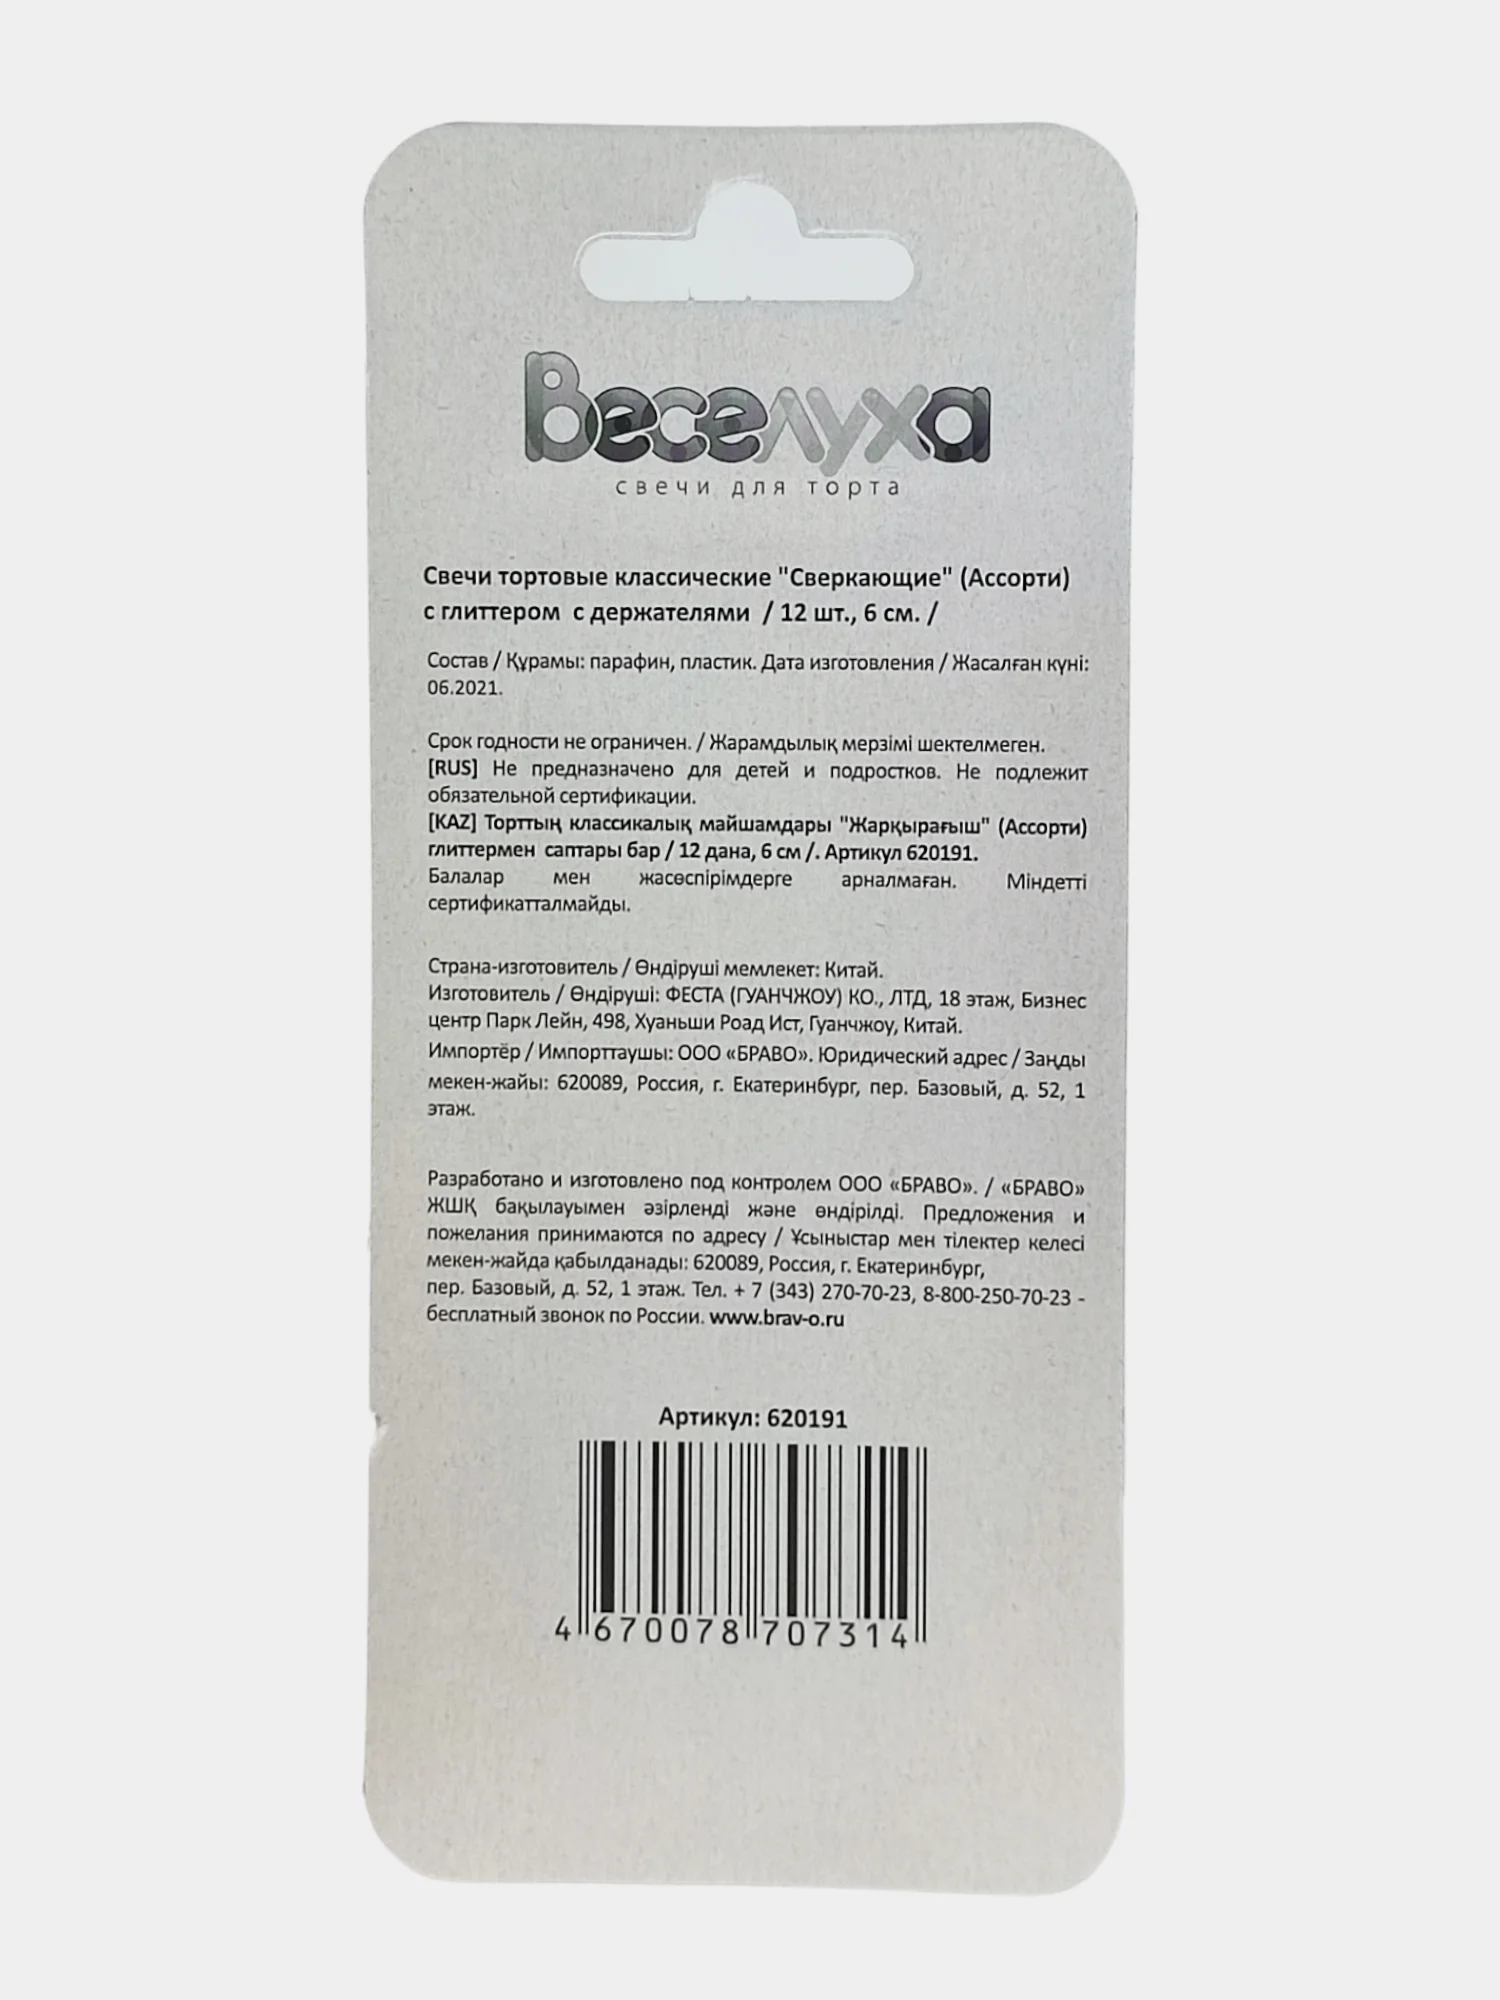 Веселуха
свечи для торта
Свечи тортовые классические "Сверкающие" (Ассорти)
с глиттером с держателями / 12 шт., 6 см. /
Состав / Құрамы: парафин, пластик. Дата изготовления / Жасалған күні:
06.2021.
Срок годности не ограничен. / Жарамдылық мерзімі шектелмеген.
[RUS] Не предназначено для детей и подростков. Не подлежит
обязательной сертификации.
[KAZ] Торттың классикалық майшамдары "Жарқырағыш" (Ассорти)
глиттермен саптары бар / 12 дана, 6 см /. Артикул 620191.
Балалар мен жасөспірімдерге арналмаған. Міндетті
сертификатталмайды.
Страна-изготовитель / Өндіруші мемлекет: Китай.
Изготовитель / Өндіруші: ФЕСТА (ГУАНЧЖОУ) КО., ЛТД, 18 этаж, Бизнес
центр Парк Лейн, 498, Хуаньши Роад Ист, Гуанчжоу, Китай.
Импортёр / Импорттаушы: ООО «БРАВО». Юридический адрес / Заңды
мекен-жайы: 620089, Россия, г. Екатеринбург, пер. Базовый, д. 52, 1
этаж.
Разработано и изготовлено под контролем ООО «БРАВО». / «БРАВО»
ЖШҚ бақылауымен әзірленді және өндірілді. Предложения и
пожелания принимаются по адресу / Ұсыныстар мен тілектер келесі
мекен-жайда қабылданады: 620089, Россия, г. Екатеринбург,
пер. Базовый, д. 52, 1 этаж. Тел. + 7 (343) 270-70-23, 8-800-250-70-23 -
бесплатный звонок по России. www.brav-o.ru
Артикул: 620191
4 670078 707314